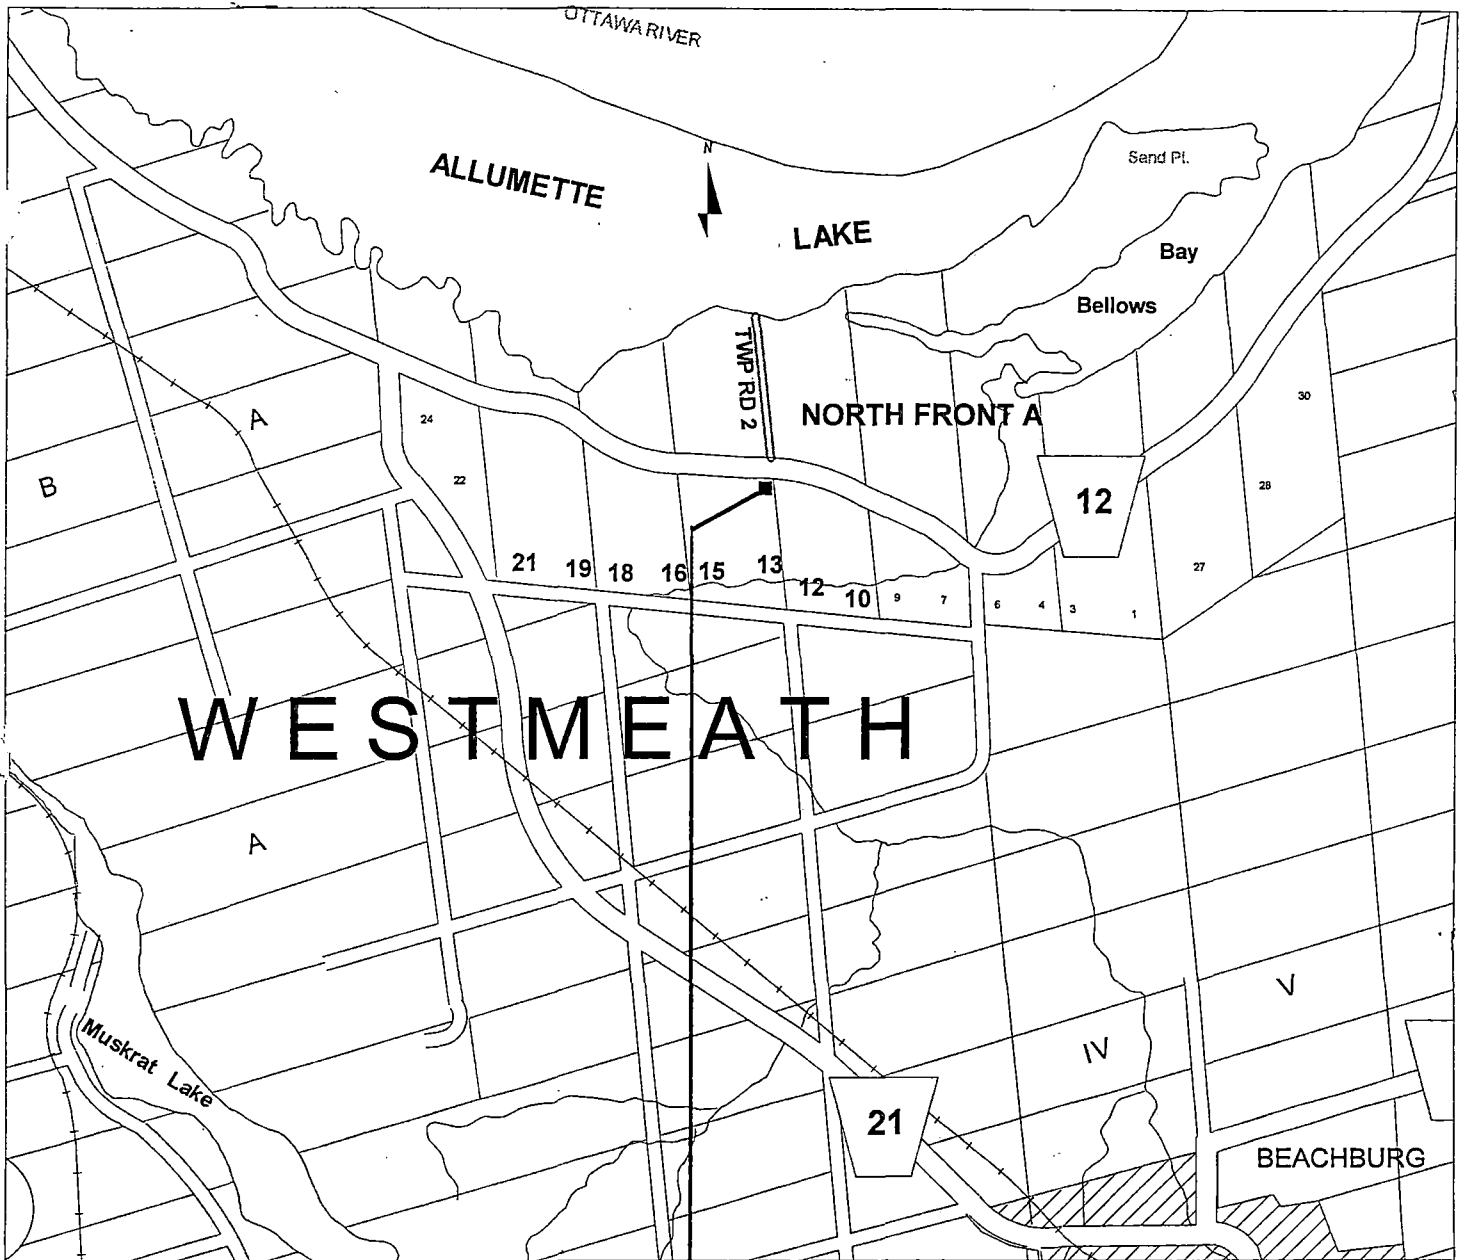 OTTAWA RIVER
N
ALLUMETTE
LAKE
Sand Pt.
Bay
Bellows
TWP RD 2
NORTH FRONT A
30
A
24
B
22
12
28
27
21 19 18 16 15 13 12 10 9 7 6 4 3 1
WESTMEATH
A
V
IV
Muskrat Lake
21
BEACHBURG